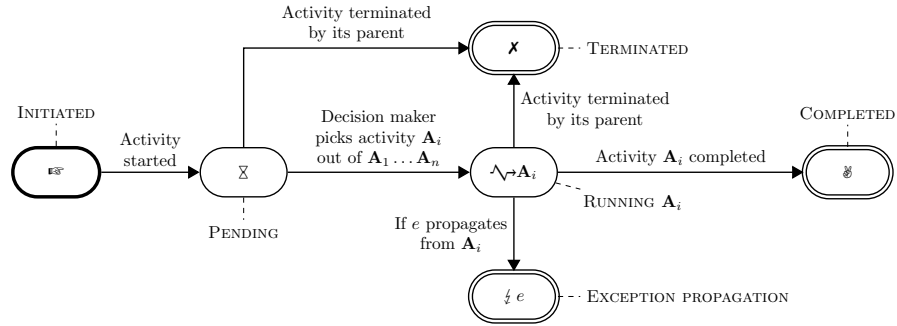 Activity terminated
by its parent
✗
TERMINATED
INITIATED
Activity
started
☞
⧖
PENDING
Decision maker
picks activity A_i
out of A_1 … A_n
Activity terminated
by its parent
→A_i
RUNNING A_i
Activity A_i completed
COMPLETED
✌
If e propagates
from A_i
↯ e
EXCEPTION PROPAGATION